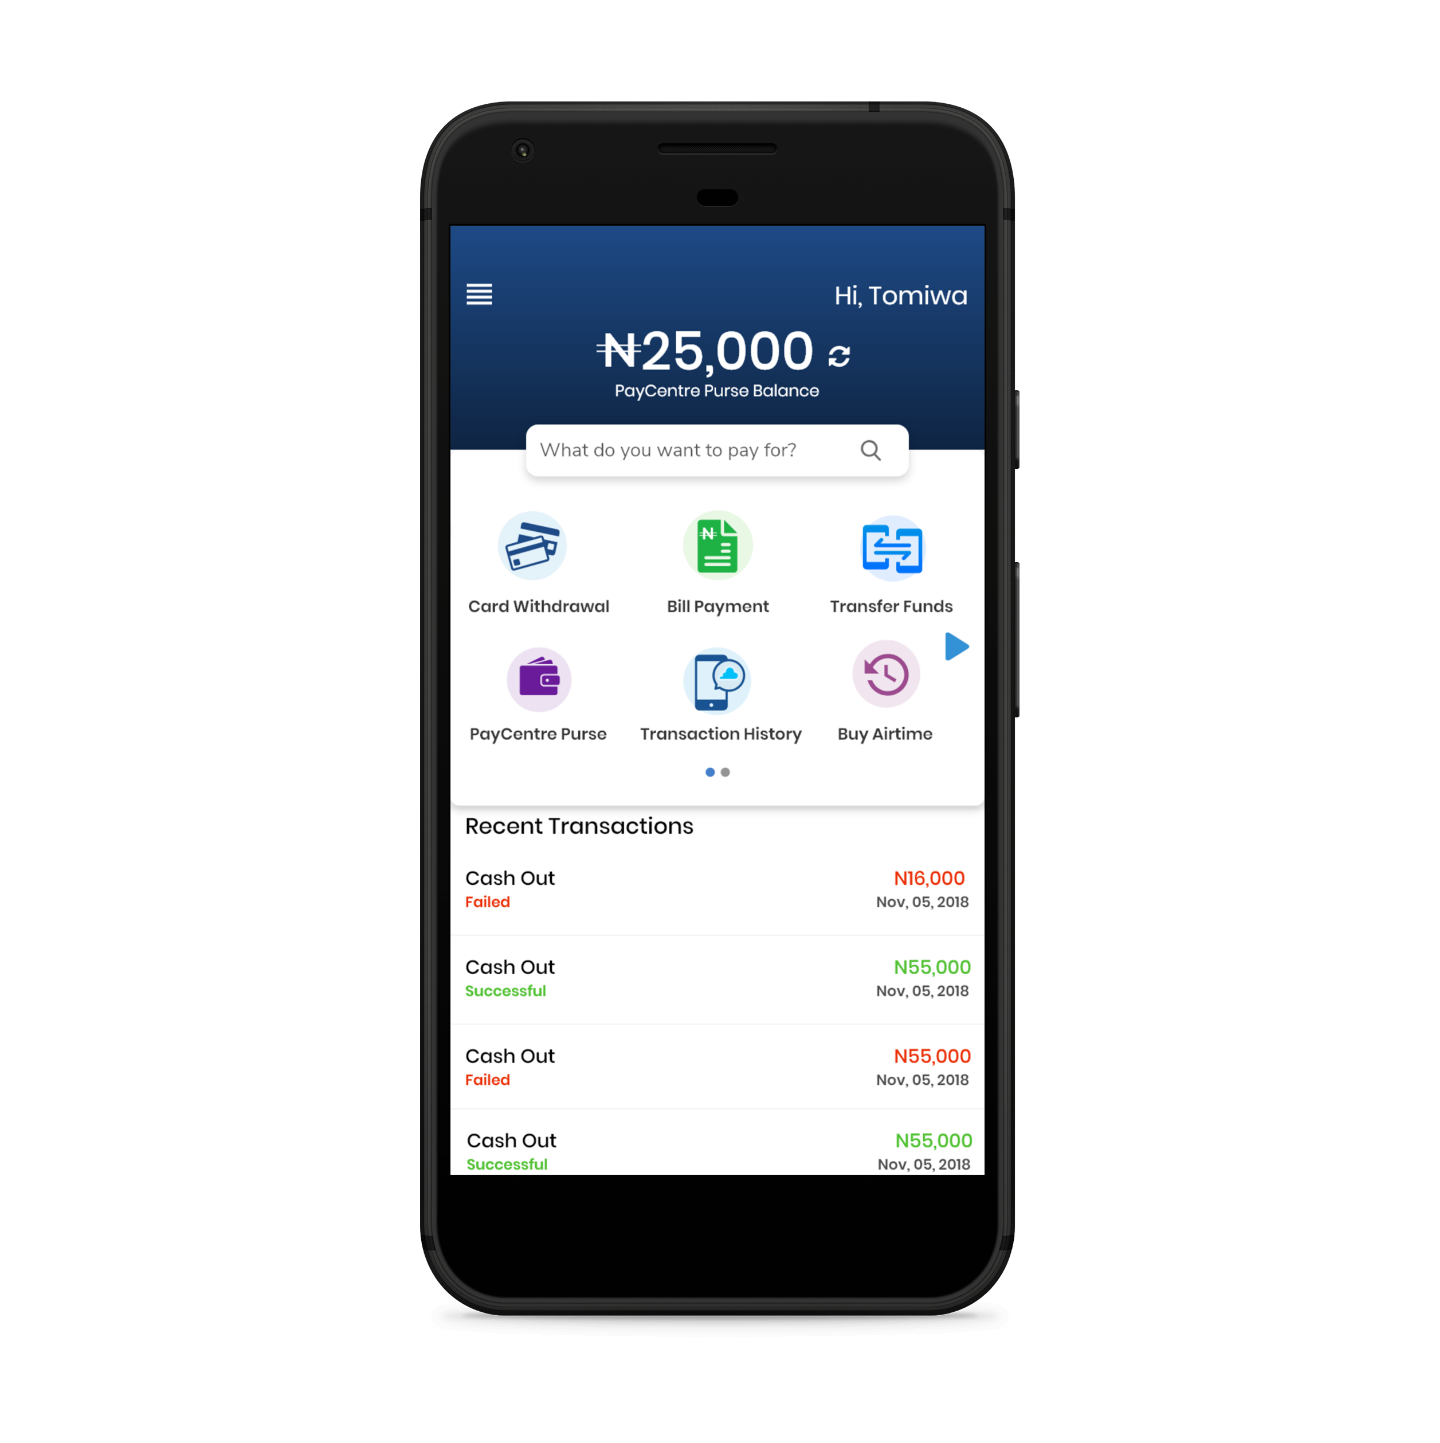 Hi, Tomiwa
₦25,000
PayCentre Purse Balance
What do you want to pay for?
₦
Card Withdrawal
Bill Payment
Transfer Funds
PayCentre Purse
Transaction History
Buy Airtime
Recent Transactions
Cash Out N16,000
Failed Nov, 05, 2018
Cash Out N55,000
Successful Nov, 05, 2018
Cash Out N55,000
Failed Nov, 05, 2018
Cash Out N55,000
Successful Nov, 05, 2018